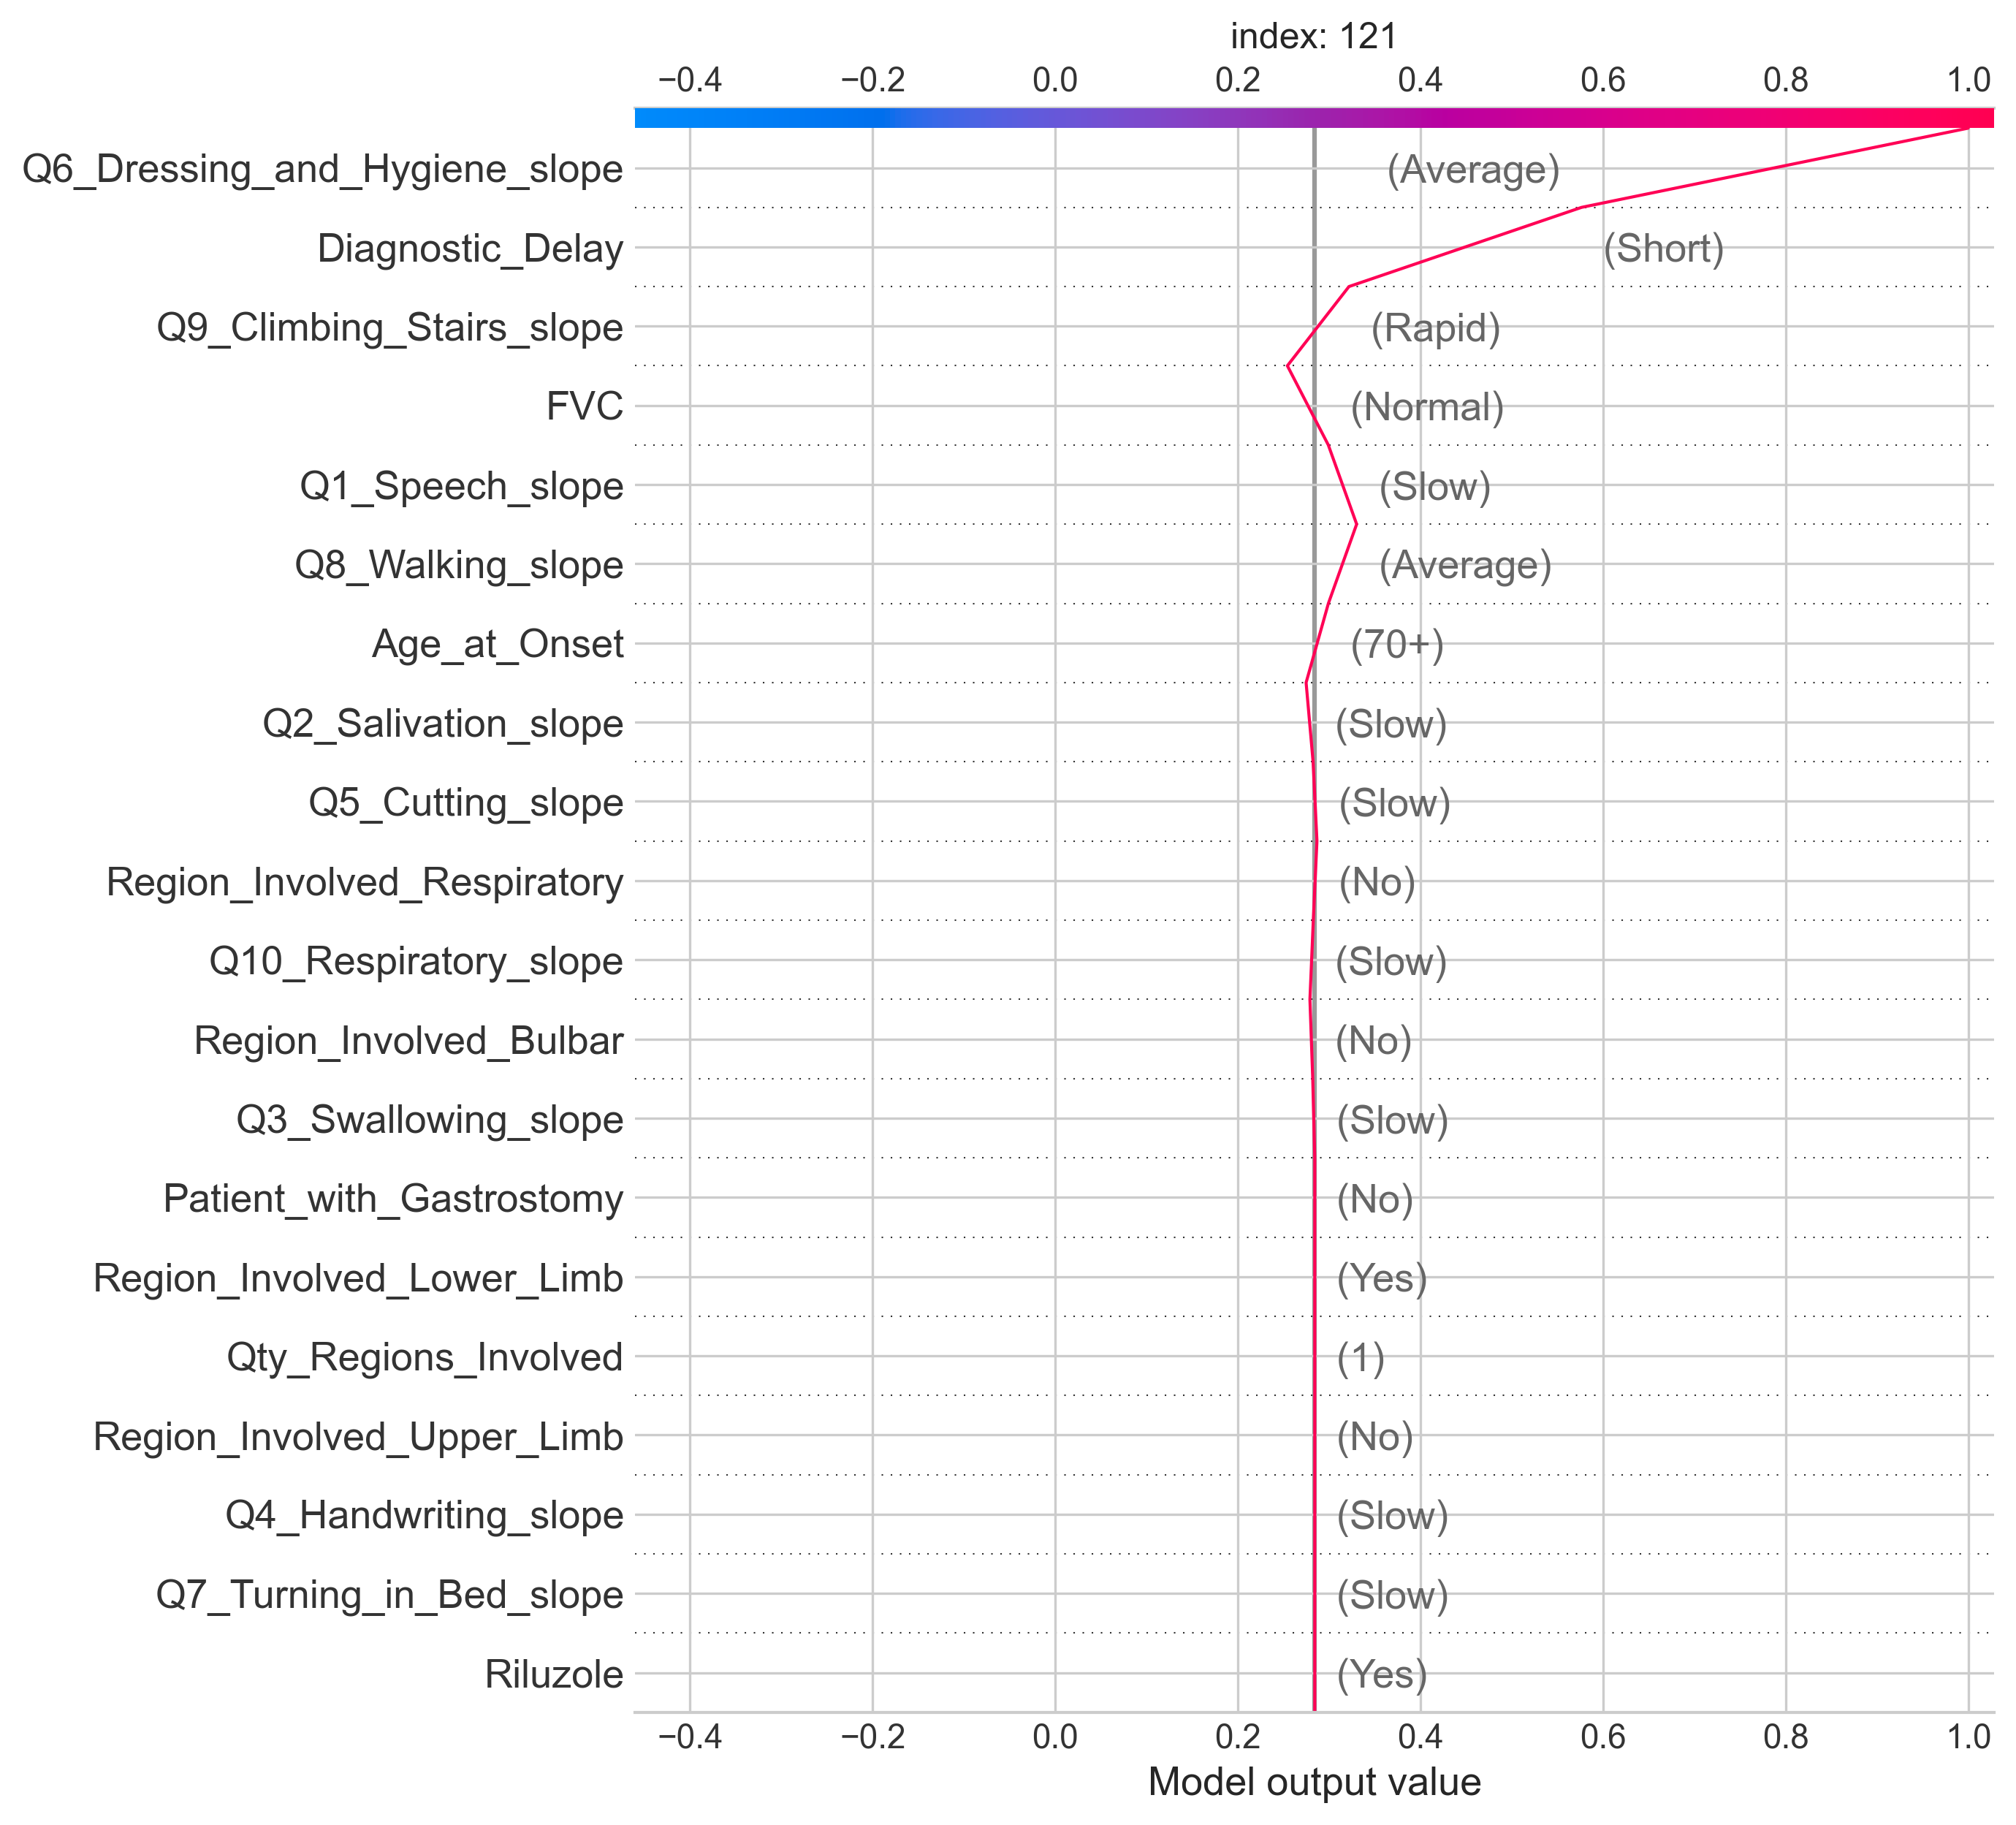 index: 121
−0.4 −0.2 0.0 0.2 0.4 0.6 0.8 1.0
Q6_Dressing_and_Hygiene_slope (Average)
Diagnostic_Delay (Short)
Q9_Climbing_Stairs_slope (Rapid)
FVC (Normal)
Q1_Speech_slope (Slow)
Q8_Walking_slope (Average)
Age_at_Onset (70+)
Q2_Salivation_slope (Slow)
Q5_Cutting_slope (Slow)
Region_Involved_Respiratory (No)
Q10_Respiratory_slope (Slow)
Region_Involved_Bulbar (No)
Q3_Swallowing_slope (Slow)
Patient_with_Gastrostomy (No)
Region_Involved_Lower_Limb (Yes)
Qty_Regions_Involved (1)
Region_Involved_Upper_Limb (No)
Q4_Handwriting_slope (Slow)
Q7_Turning_in_Bed_slope (Slow)
Riluzole (Yes)
−0.4 −0.2 0.0 0.2 0.4 0.6 0.8 1.0
Model output value